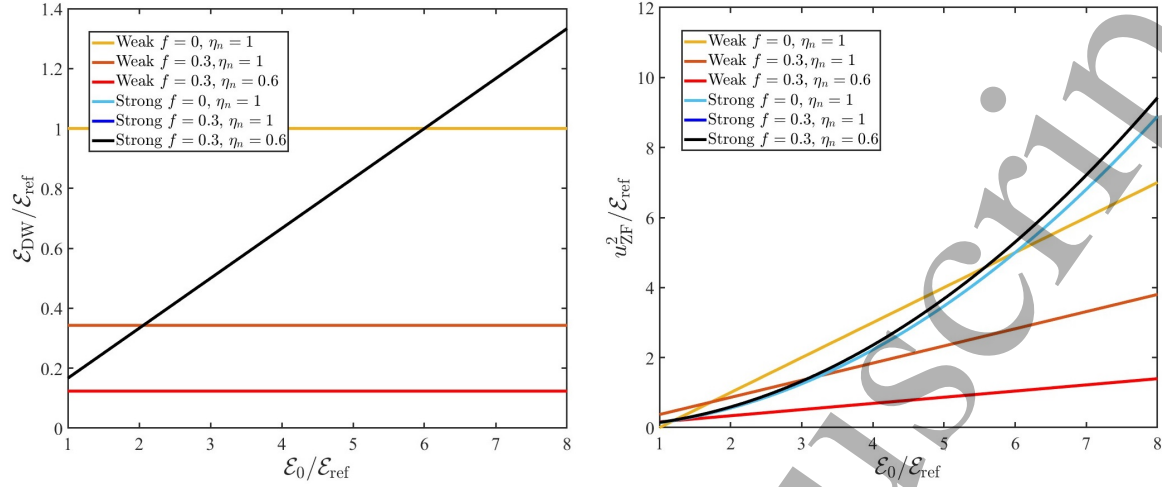 1.4
1.2
1
0.8
0.6
0.4
0.2
0
Weak f = 0, η_n = 1
Weak f = 0.3, η_n = 1
Weak f = 0.3, η_n = 0.6
Strong f = 0, η_n = 1
Strong f = 0.3, η_n = 1
Strong f = 0.3, η_n = 0.6
ℰ_DW/ℰ_ref
1 2 3 4 5 6 7 8
ℰ_0/ℰ_ref
12
10
8
6
4
2
0
Weak f = 0, η_n = 1
Weak f = 0.3, η_n = 1
Weak f = 0.3, η_n = 0.6
Strong f = 0, η_n = 1
Strong f = 0.3, η_n = 1
Strong f = 0.3, η_n = 0.6
u²_ZF/ℰ_ref
1 2 3 4 5 6 7 8
ℰ_0/ℰ_ref
uscrip